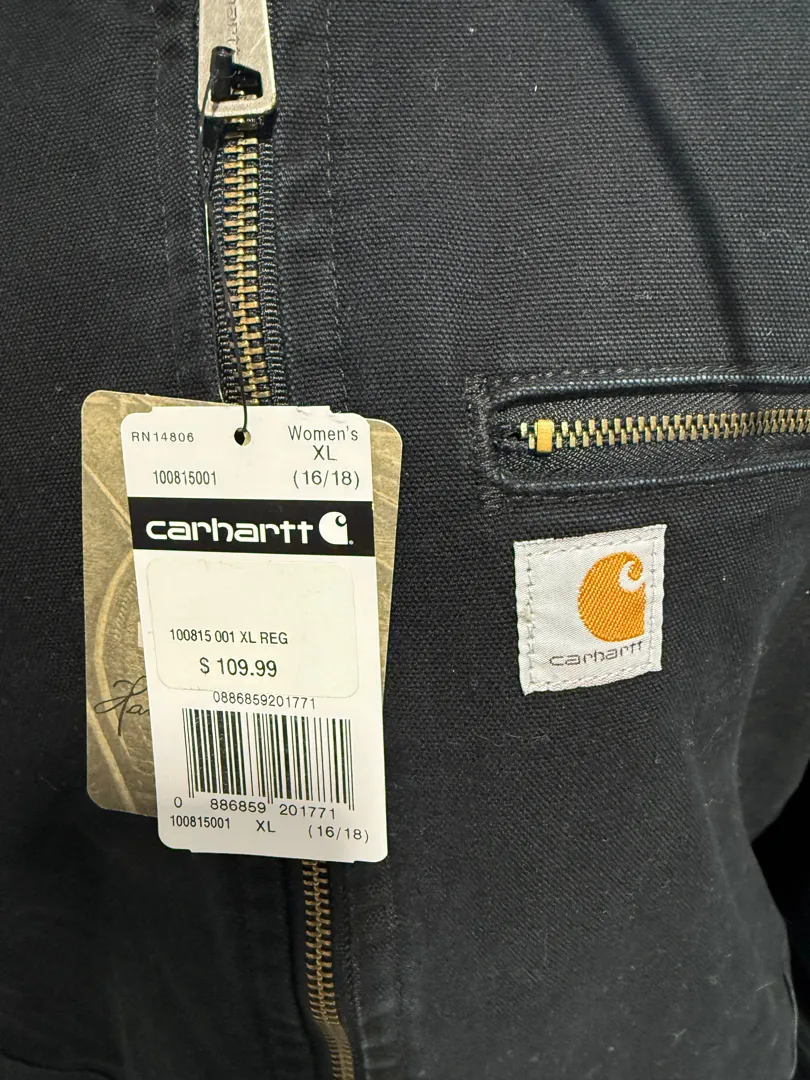 RN14806
Women's
XL
100815001
(16/18)
carhartt
100815 001 XL REG
$ 109.99
0886859201771
0 886859 201771
100815001 XL (16/18)
carhartt